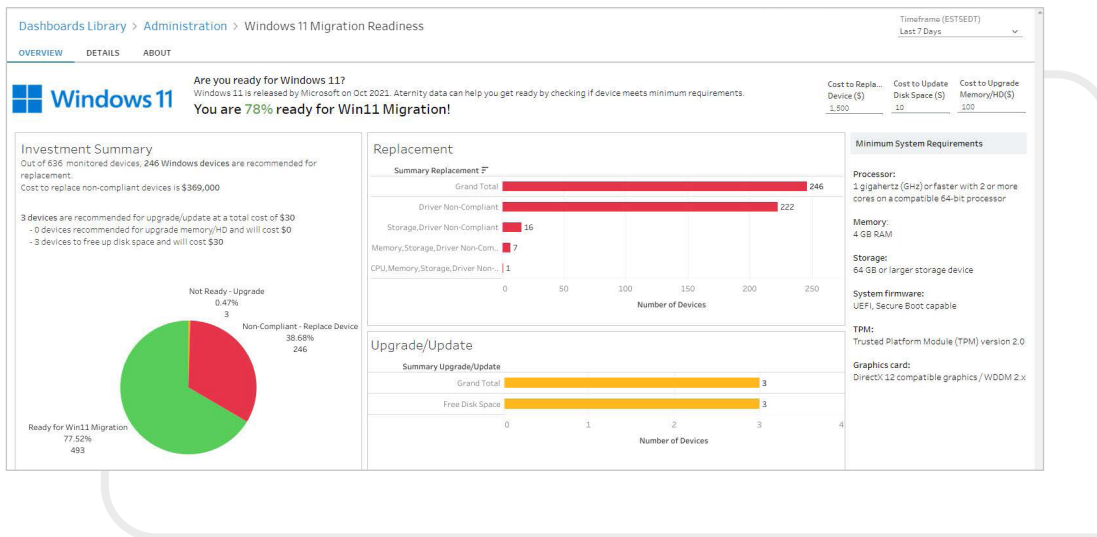 Dashboards Library > Administration > Windows 11 Migration Readiness
Timeframe (EST5EDT)
Last 7 Days
OVERVIEW DETAILS ABOUT
Windows 11
Are you ready for Windows 11?
Windows 11 is released by Microsoft on Oct 2021. Aternity data can help you get ready by checking if device meets minimum requirements.
You are 78% ready for Win11 Migration!
Cost to Repla... Device ($)
1,500
Cost to Update Disk Space ($)
10
Cost to Upgrade Memory/HD($)
100
Investment Summary
Out of 636 monitored devices, 246 Windows devices are recommended for
replacement.
Cost to replace non-compliant devices is $369,000
3 devices are recommended for upgrade/update at a total cost of $30
- 0 devices recommended for upgrade memory/HD and will cost $0
- 3 devices to free up disk space and will cost $30
Not Ready - Upgrade
0.47%
3
Non-Compliant - Replace Device
38.68%
246
Ready for Win11 Migration
77.52%
493
Replacement
Summary Replacement
Grand Total 246
Driver Non-Compliant 222
Storage,Driver Non-Compliant 16
Memory,Storage,Driver Non-Com.. 7
CPU,Memory,Storage,Driver Non-.. 1
0 50 100 150 200 250
Number of Devices
Upgrade/Update
Summary Upgrade/Update
Grand Total 3
Free Disk Space 3
0 1 2 3 4
Number of Devices
Minimum System Requirements
Processor:
1 gigahertz (GHz) or faster with 2 or more
cores on a compatible 64-bit processor
Memory:
4 GB RAM
Storage:
64 GB or larger storage device
System firmware:
UEFI, Secure Boot capable
TPM:
Trusted Platform Module (TPM) version 2.0
Graphics card:
DirectX 12 compatible graphics / WDDM 2.x